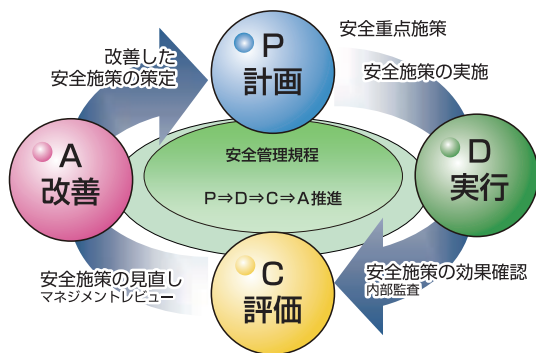 P
計画
安全重点施策
安全施策の実施
D
実行
安全施策の効果確認
内部監査
C
評価
安全施策の見直し
マネジメントレビュー
A
改善
改善した
安全施策の策定
安全管理規程
P⇒D⇒C⇒A推進